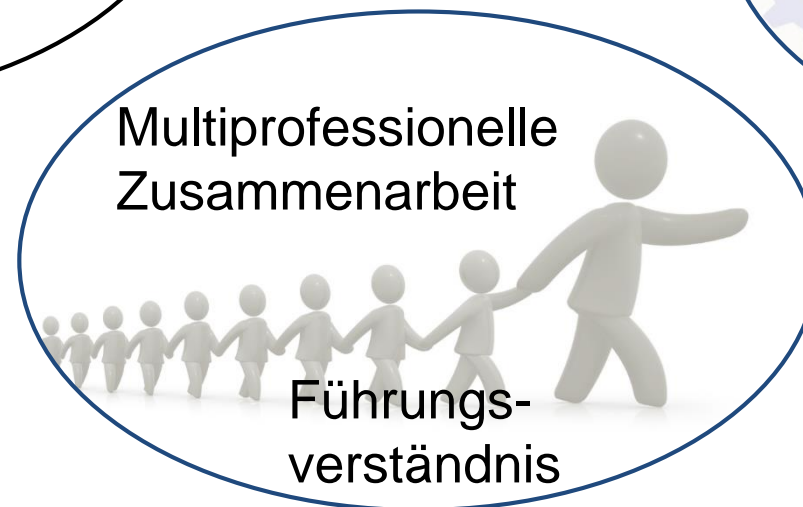 Multiprofessionelle
Zusammenarbeit
Führungs-
verständnis